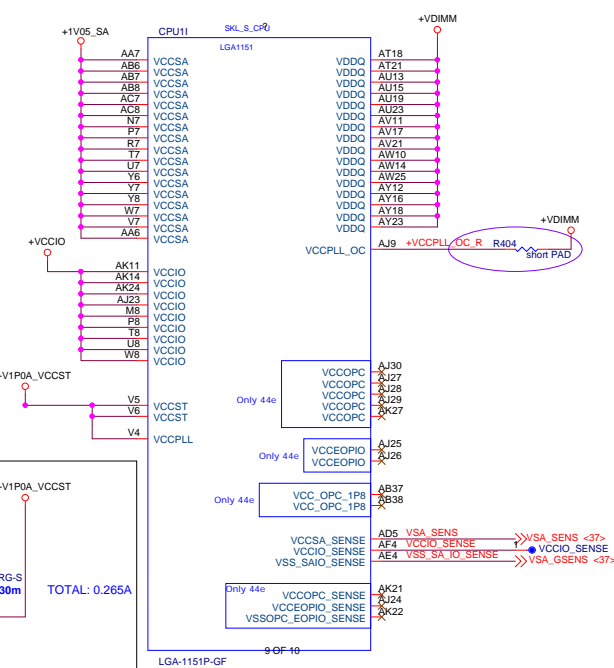 +1V05_SA
CPU1I
SKL_S_CPU
?
LGA1151
+VDIMM
AA7 VCCSA VDDQ AT18
AB6 VCCSA VDDQ AT21
AB7 VCCSA VDDQ AU13
AB8 VCCSA VDDQ AU15
AC7 VCCSA VDDQ AU19
AC8 VCCSA VDDQ AU23
N7 VCCSA VDDQ AV11
P7 VCCSA VDDQ AV17
R7 VCCSA VDDQ AV21
T7 VCCSA VDDQ AW10
U7 VCCSA VDDQ AW14
Y6 VCCSA VDDQ AW25
Y7 VCCSA VDDQ AY12
Y8 VCCSA VDDQ AY16
W7 VCCSA VDDQ AY18
V7 VCCSA VDDQ AY23
AA6 VCCSA
+VDIMM
VCCPLL_OC AJ9 +VCCPLL_OC_R R404
short PAD
+VCCIO
AK11 VCCIO
AK14 VCCIO
AK24 VCCIO
AJ23 VCCIO
M8 VCCIO
P8 VCCIO
T8 VCCIO
U8 VCCIO
W8 VCCIO
-V1P0A_VCCST
V5 VCCST
V6 VCCST
V4 VCCPLL
Only 44e
VCCOPC AJ30
VCCOPC AJ27
VCCOPC AJ28
VCCOPC AJ29
VCCOPC AK27
Only 44e
VCCEOPIO AJ25
VCCEOPIO AJ26
-V1P0A_VCCST
Only 44e
VCC_OPC_1P8 AB37
VCC_OPC_1P8 AB38
VCCSA_SENSE AD5 VSA_SENS VSA_SENS <37>
VCCIO_SENSE AF4 VCCIO_SENSE 1 VCCIO_SENSE
VSS_SAIO_SENSE AE4 VSS_SA_IO_SENSE VSA_GSENS <37>
RG-S
30m
TOTAL: 0.265A
Only 44e
VCCOPC_SENSE AK21
VCCEOPIO_SENSE AJ24
VSSOPC_EOPIO_SENSE AK22
9 OF 10
LGA-1151P-GF